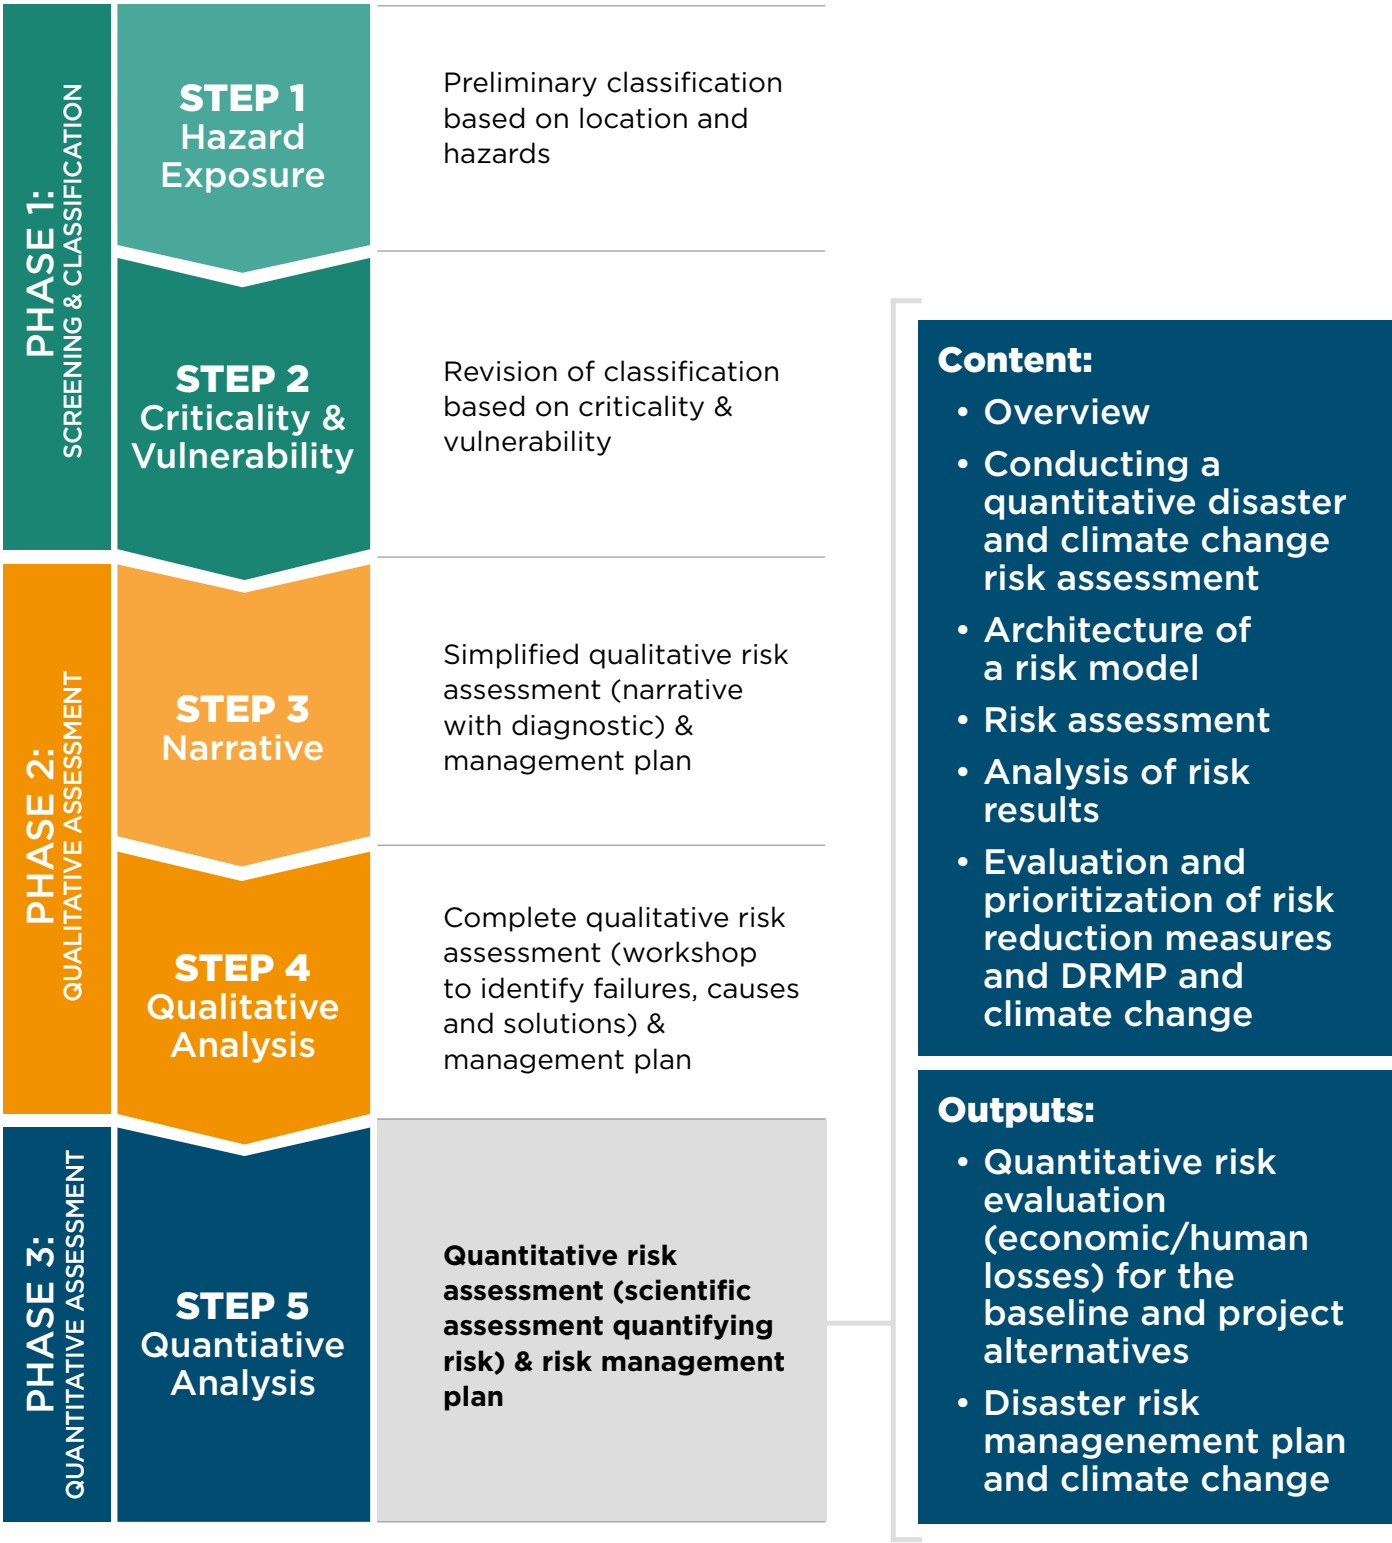 PHASE 1:
SCREENING & CLASSIFICATION
STEP 1
Hazard
Exposure
Preliminary classification
based on location and
hazards
STEP 2
Criticality &
Vulnerability
Revision of classification
based on criticality &
vulnerability
PHASE 2:
QUALITATIVE ASSESSMENT
STEP 3
Narrative
Simplified qualitative risk
assessment (narrative
with diagnostic) &
management plan
STEP 4
Qualitative
Analysis
Complete qualitative risk
assessment (workshop
to identify failures, causes
and solutions) &
management plan
PHASE 3:
QUANTITATIVE ASSESSMENT
STEP 5
Quantiative
Analysis
Quantitative risk
assessment (scientific
assessment quantifying
risk) & risk management
plan
Content:
• Overview
• Conducting a
quantitative disaster
and climate change
risk assessment
• Architecture of
a risk model
• Risk assessment
• Analysis of risk
results
• Evaluation and
prioritization of risk
reduction measures
and DRMP and
climate change
Outputs:
• Quantitative risk
evaluation
(economic/human
losses) for the
baseline and project
alternatives
• Disaster risk
managenement plan
and climate change